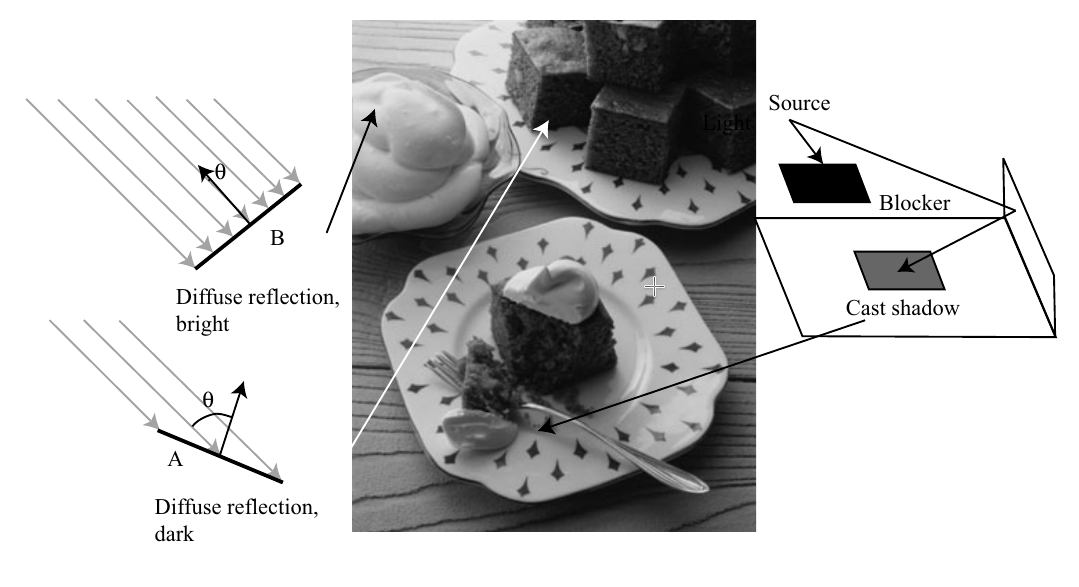 Light
Source
θ
Blocker
B
Diffuse reflection,
bright
Cast shadow
θ
A
Diffuse reflection,
dark